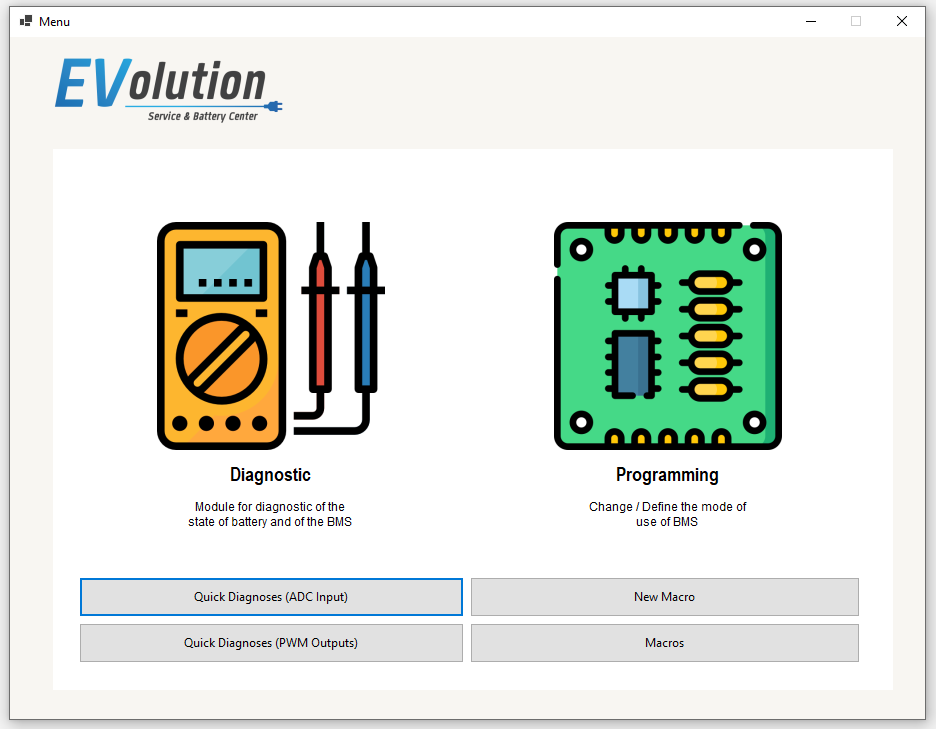 Menu
EVolution
Service & Battery Center
Diagnostic
Module for diagnostic of the
state of battery and of the BMS
Programming
Change / Define the mode of
use of BMS
Quick Diagnoses (ADC Input)
New Macro
Quick Diagnoses (PWM Outputs)
Macros